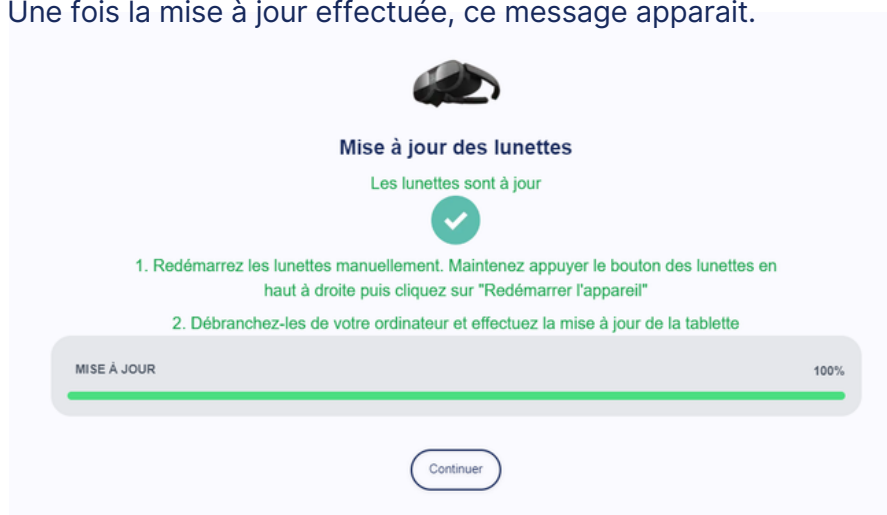 Une fois la mise à jour effectuée, ce message apparait.
Mise à jour des lunettes
Les lunettes sont à jour
1. Redémarrez les lunettes manuellement. Maintenez appuyer le bouton des lunettes en
haut à droite puis cliquez sur "Redémarrer l'appareil"
2. Débranchez-les de votre ordinateur et effectuez la mise à jour de la tablette
MISE À JOUR 100%
Continuer